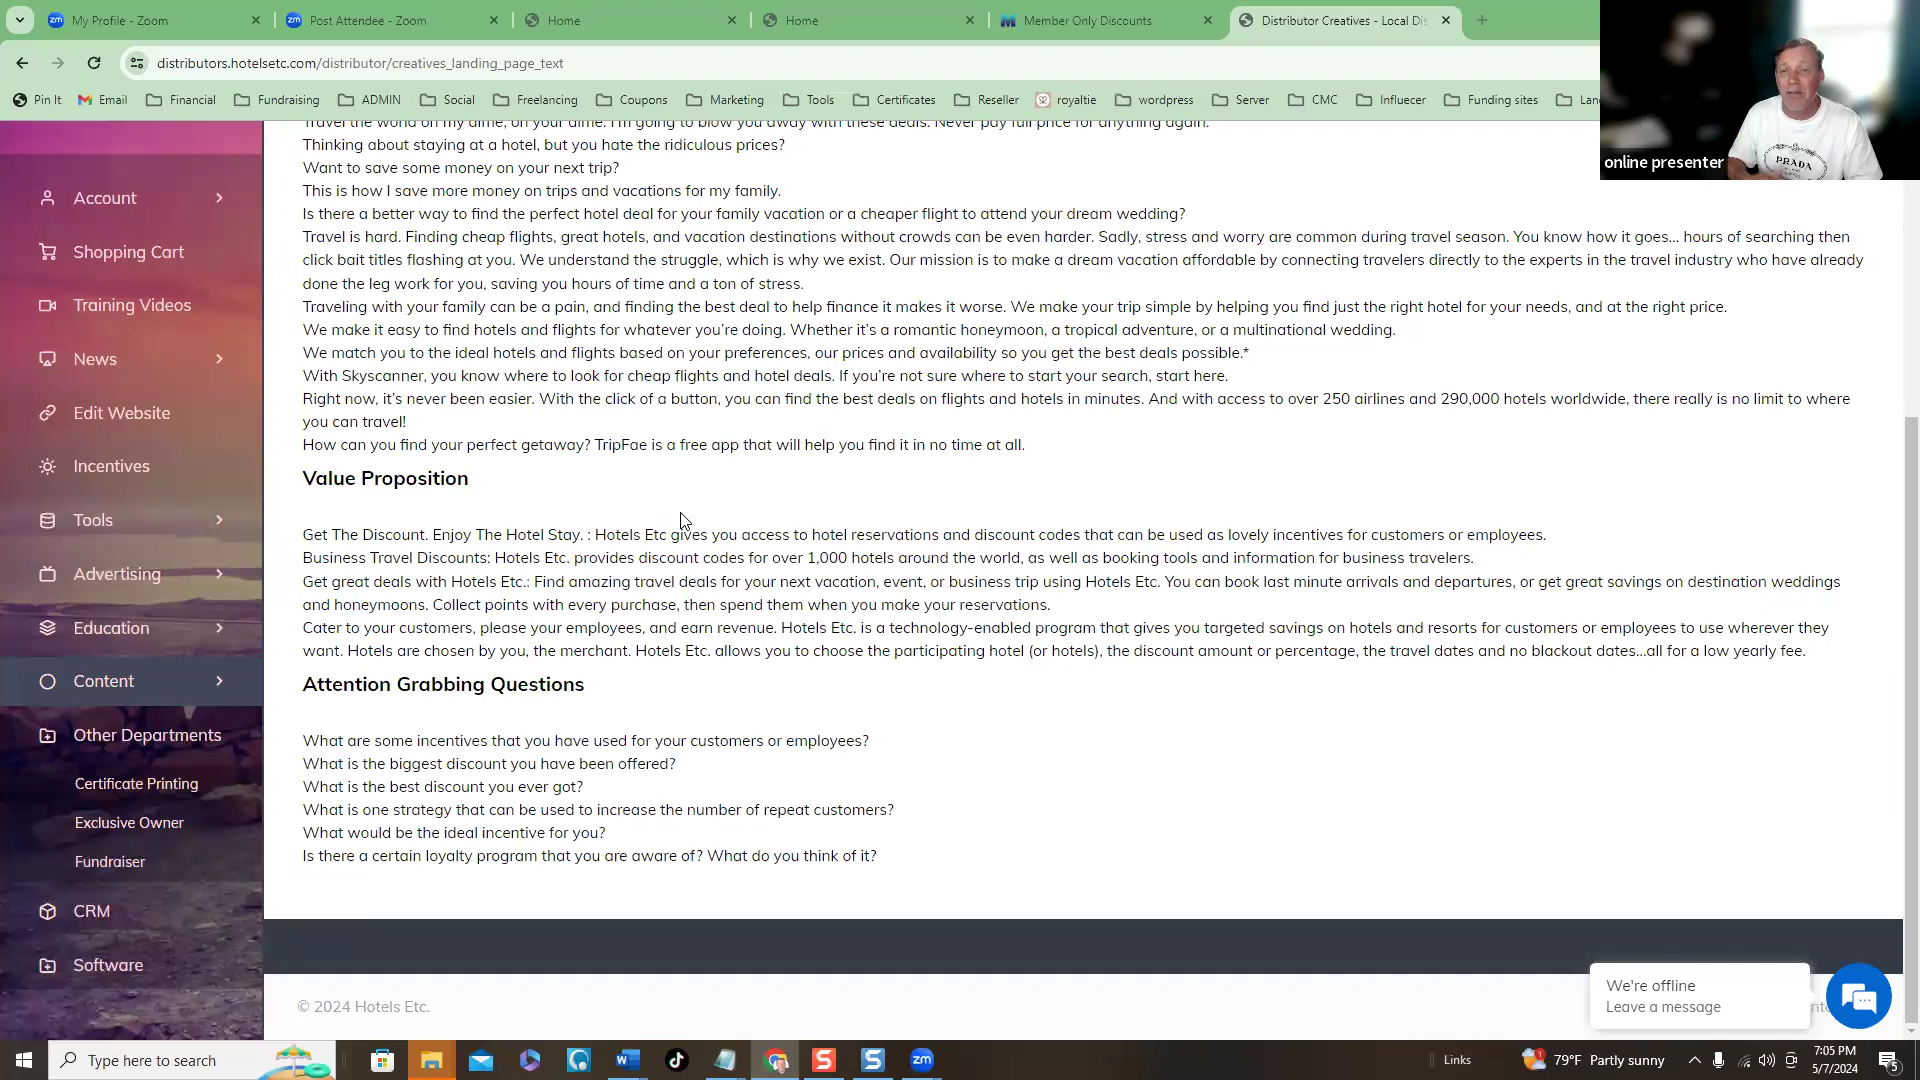 My Profile - Zoom
Post Attendee - Zoom
Home
Home
Member Only Discounts
Distributor Creatives - Local Di
distributors.hotelsetc.com/distributor/creatives_landing_page_text
Pin It
Email
Financial
Fundraising
ADMIN
Social
Freelancing
Coupons
Marketing
Tools
Certificates
Reseller
royaltie
wordpress
Server
CMC
Influecer
Funding sites
Lan
online presenter
PRADA
Account
Shopping Cart
Training Videos
News
Edit Website
Incentives
Tools
Advertising
Education
Content
Other Departments
Certificate Printing
Exclusive Owner
Fundraiser
CRM
Software
Travel the world on my dime, on your dime. I'm going to blow you away with these deals. Never pay full price for anything again.
Thinking about staying at a hotel, but you hate the ridiculous prices?
Want to save some money on your next trip?
This is how I save more money on trips and vacations for my family.
Is there a better way to find the perfect hotel deal for your family vacation or a cheaper flight to attend your dream wedding?
Travel is hard. Finding cheap flights, great hotels, and vacation destinations without crowds can be even harder. Sadly, stress and worry are common during travel season. You know how it goes... hours of searching then
click bait titles flashing at you. We understand the struggle, which is why we exist. Our mission is to make a dream vacation affordable by connecting travelers directly to the experts in the travel industry who have already
done the leg work for you, saving you hours of time and a ton of stress.
Traveling with your family can be a pain, and finding the best deal to help finance it makes it worse. We make your trip simple by helping you find just the right hotel for your needs, and at the right price.
We make it easy to find hotels and flights for whatever you're doing. Whether it's a romantic honeymoon, a tropical adventure, or a multinational wedding.
We match you to the ideal hotels and flights based on your preferences, our prices and availability so you get the best deals possible.*
With Skyscanner, you know where to look for cheap flights and hotel deals. If you're not sure where to start your search, start here.
Right now, it's never been easier. With the click of a button, you can find the best deals on flights and hotels in minutes. And with access to over 250 airlines and 290,000 hotels worldwide, there really is no limit to where
you can travel!
How can you find your perfect getaway? TripFae is a free app that will help you find it in no time at all.
Value Proposition
Get The Discount. Enjoy The Hotel Stay. : Hotels Etc gives you access to hotel reservations and discount codes that can be used as lovely incentives for customers or employees.
Business Travel Discounts: Hotels Etc. provides discount codes for over 1,000 hotels around the world, as well as booking tools and information for business travelers.
Get great deals with Hotels Etc.: Find amazing travel deals for your next vacation, event, or business trip using Hotels Etc. You can book last minute arrivals and departures, or get great savings on destination weddings
and honeymoons. Collect points with every purchase, then spend them when you make your reservations.
Cater to your customers, please your employees, and earn revenue. Hotels Etc. is a technology-enabled program that gives you targeted savings on hotels and resorts for customers or employees to use wherever they
want. Hotels are chosen by you, the merchant. Hotels Etc. allows you to choose the participating hotel (or hotels), the discount amount or percentage, the travel dates and no blackout dates...all for a low yearly fee.
Attention Grabbing Questions
What are some incentives that you have used for your customers or employees?
What is the biggest discount you have been offered?
What is the best discount you ever got?
What is one strategy that can be used to increase the number of repeat customers?
What would be the ideal incentive for you?
Is there a certain loyalty program that you are aware of? What do you think of it?
© 2024 Hotels Etc.
We're offline
Leave a message
Type here to search
Links
79°F Partly sunny
7:05 PM
5/7/2024
5